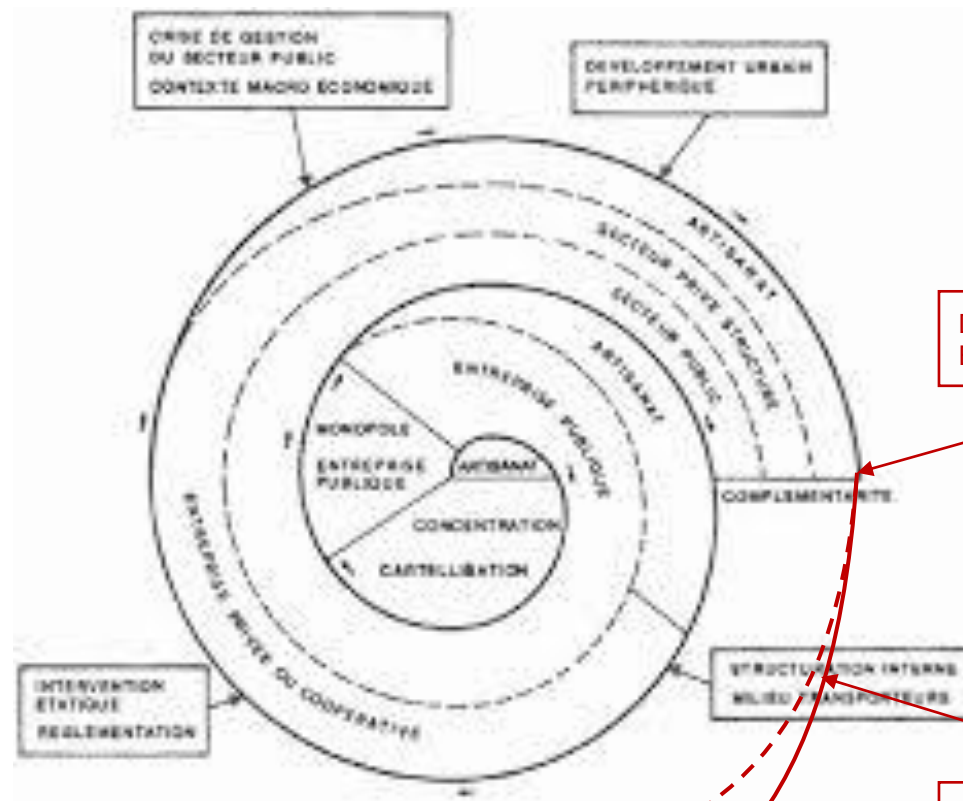 CRISE DE GESTION
DU SECTEUR PUBLIC
CONTEXTE MACRO ÉCONOMIQUE
DEVELOPPEMENT URBAIN
PERIPHERIQUE
ARTISANAT
SECTEUR PRIVE STRUCTURE
SECTEUR PUBLIC
ARTISANAT
ENTREPRISE PUBLIQUE
MONOPOLE
ENTREPRISE
PUBLIQUE
ARTISANAT
CONCENTRATION
CARTELLISATION
COMPLEMENTARITE
ENTREPRISE PRIVEE OU COOPERATIVE
INTERVENTION
ETATIQUE
REGLEMENTATION
STRUCTURATION INTERNE
MILIEU TRANSPORTEURS